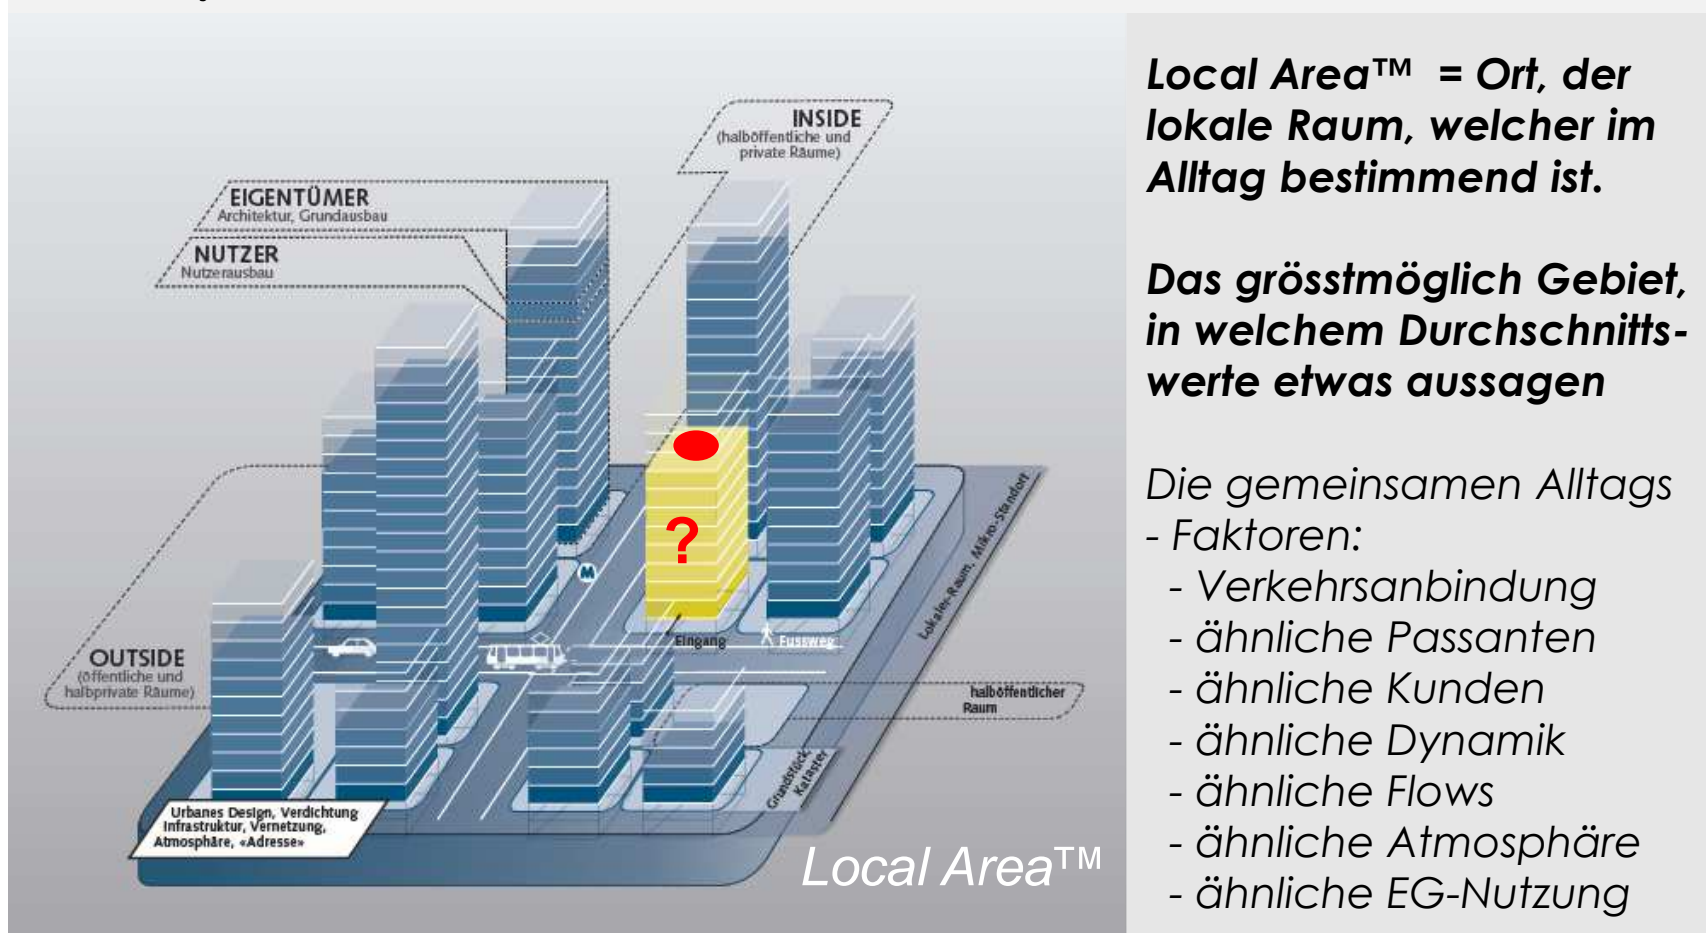 INSIDE
(halböffentliche und
private Räume)
EIGENTÜMER
Architektur, Grundausbau
NUTZER
Nutzerausbau
?
M
Eingang
Fussweg
Lokaler-Raum, Mikro-Standort
OUTSIDE
(öffentliche und
halbprivate Räume)
halböffentlicher
Raum
Grundstück,
Kataster
Urbanes Design, Verdichtung
Infrastruktur, Vernetzung,
Atmosphäre, «Adresse»
Local Area™
Local Area™ = Ort, der
lokale Raum, welcher im
Alltag bestimmend ist.
Das grösstmöglich Gebiet,
in welchem Durchschnitts-
werte etwas aussagen
Die gemeinsamen Alltags
- Faktoren:
- Verkehrsanbindung
- ähnliche Passanten
- ähnliche Kunden
- ähnliche Dynamik
- ähnliche Flows
- ähnliche Atmosphäre
- ähnliche EG-Nutzung